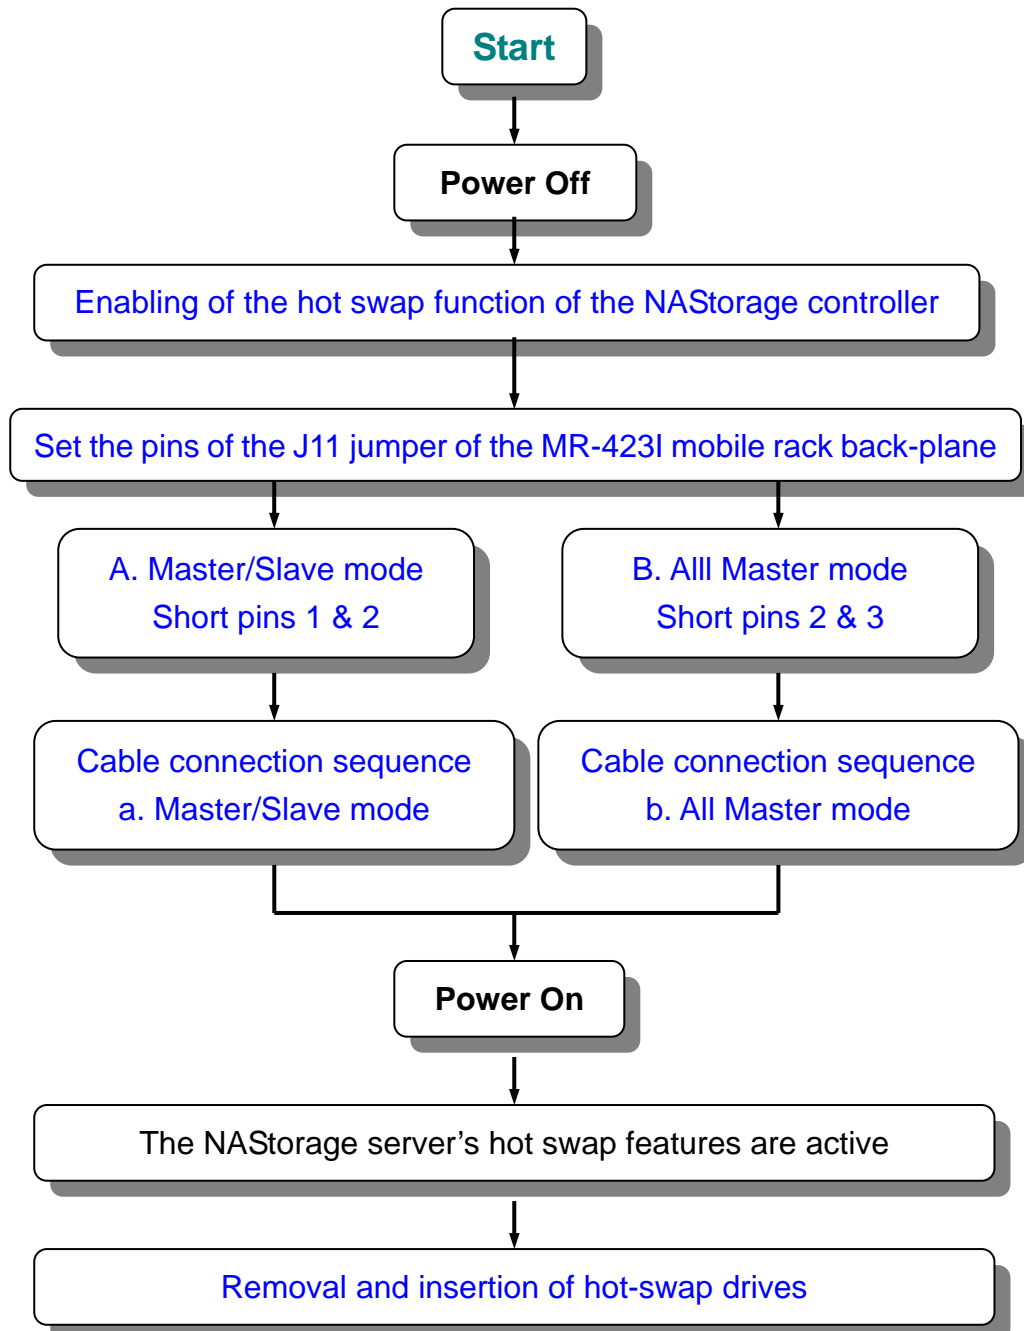 Start
Power Off
Enabling of the hot swap function of the NAStorage controller
Set the pins of the J11 jumper of the MR-423I mobile rack back-plane
A. Master/Slave mode
Short pins 1 & 2
B. Alll Master mode
Short pins 2 & 3
Cable connection sequence
a. Master/Slave mode
Cable connection sequence
b. All Master mode
Power On
The NAStorage server’s hot swap features are active
Removal and insertion of hot-swap drives